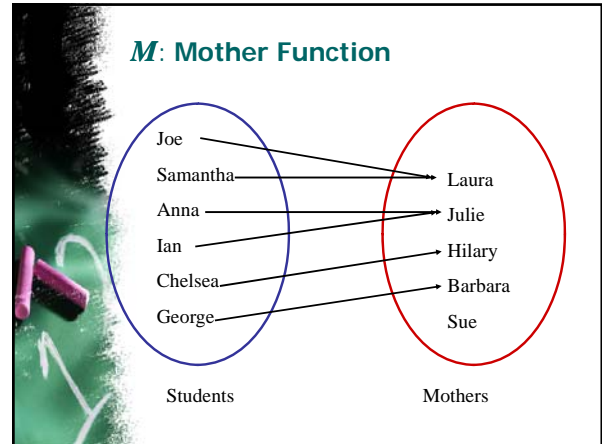 M: Mother Function
Joe
Samantha
Anna
Ian
Chelsea
George
Laura
Julie
Hilary
Barbara
Sue
Students
Mothers